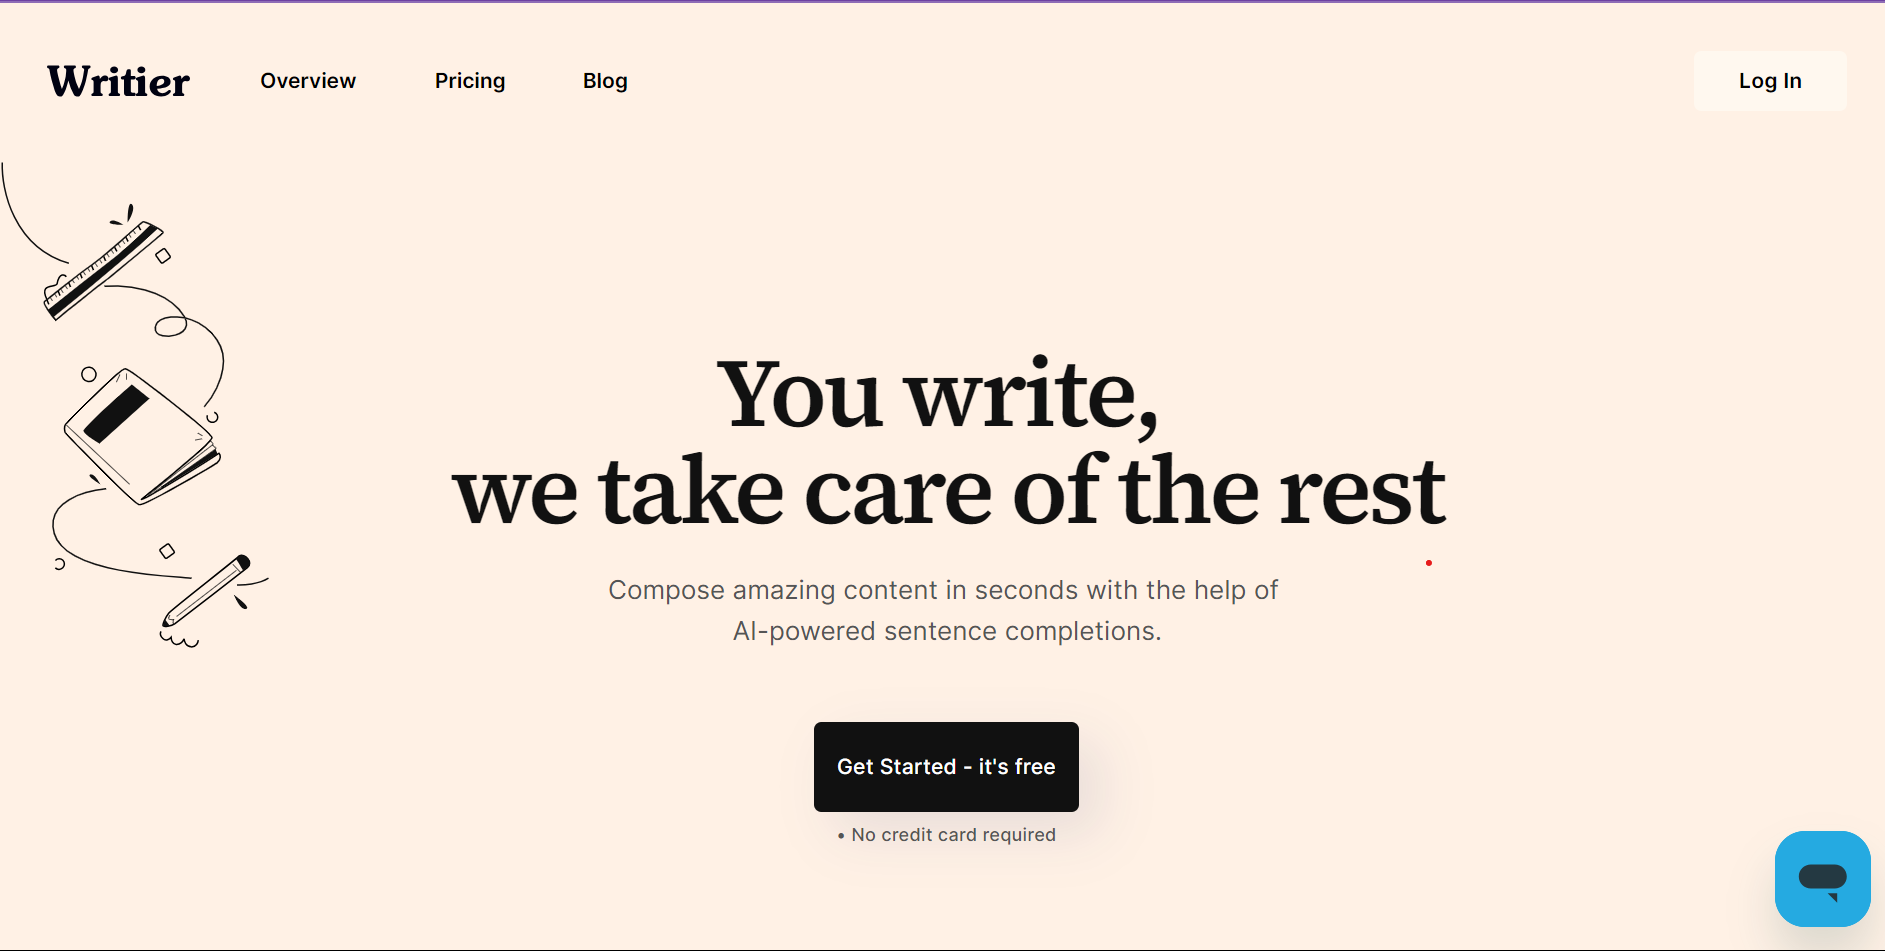 Writier
Overview
Pricing
Blog
Log In
You write,
we take care of the rest
Compose amazing content in seconds with the help of
AI-powered sentence completions.
Get Started - it's free
• No credit card required